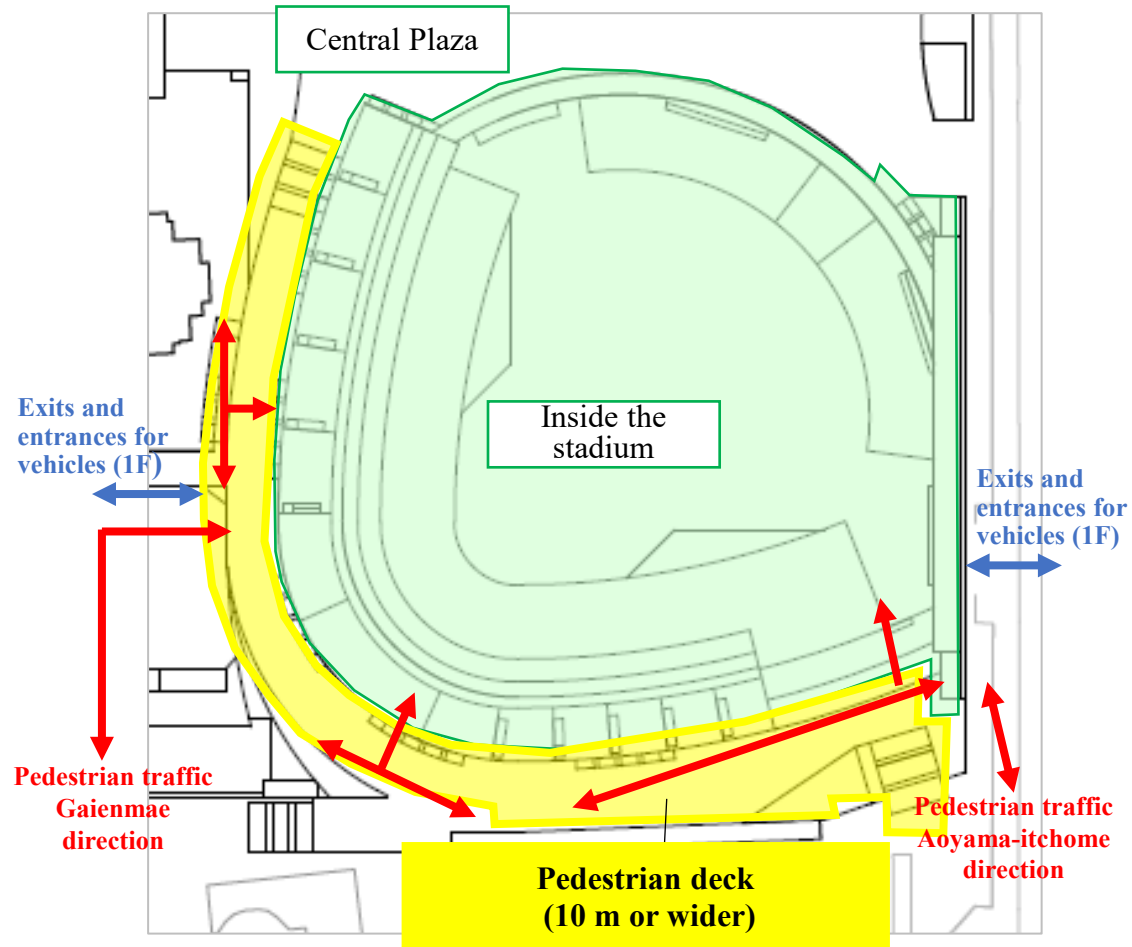 Central Plaza
Inside the
stadium
Exits and
entrances for
vehicles (1F)
Exits and
entrances for
vehicles (1F)
Pedestrian traffic
Gaienmae
direction
Pedestrian traffic
Aoyama-itchome
direction
Pedestrian deck
(10 m or wider)